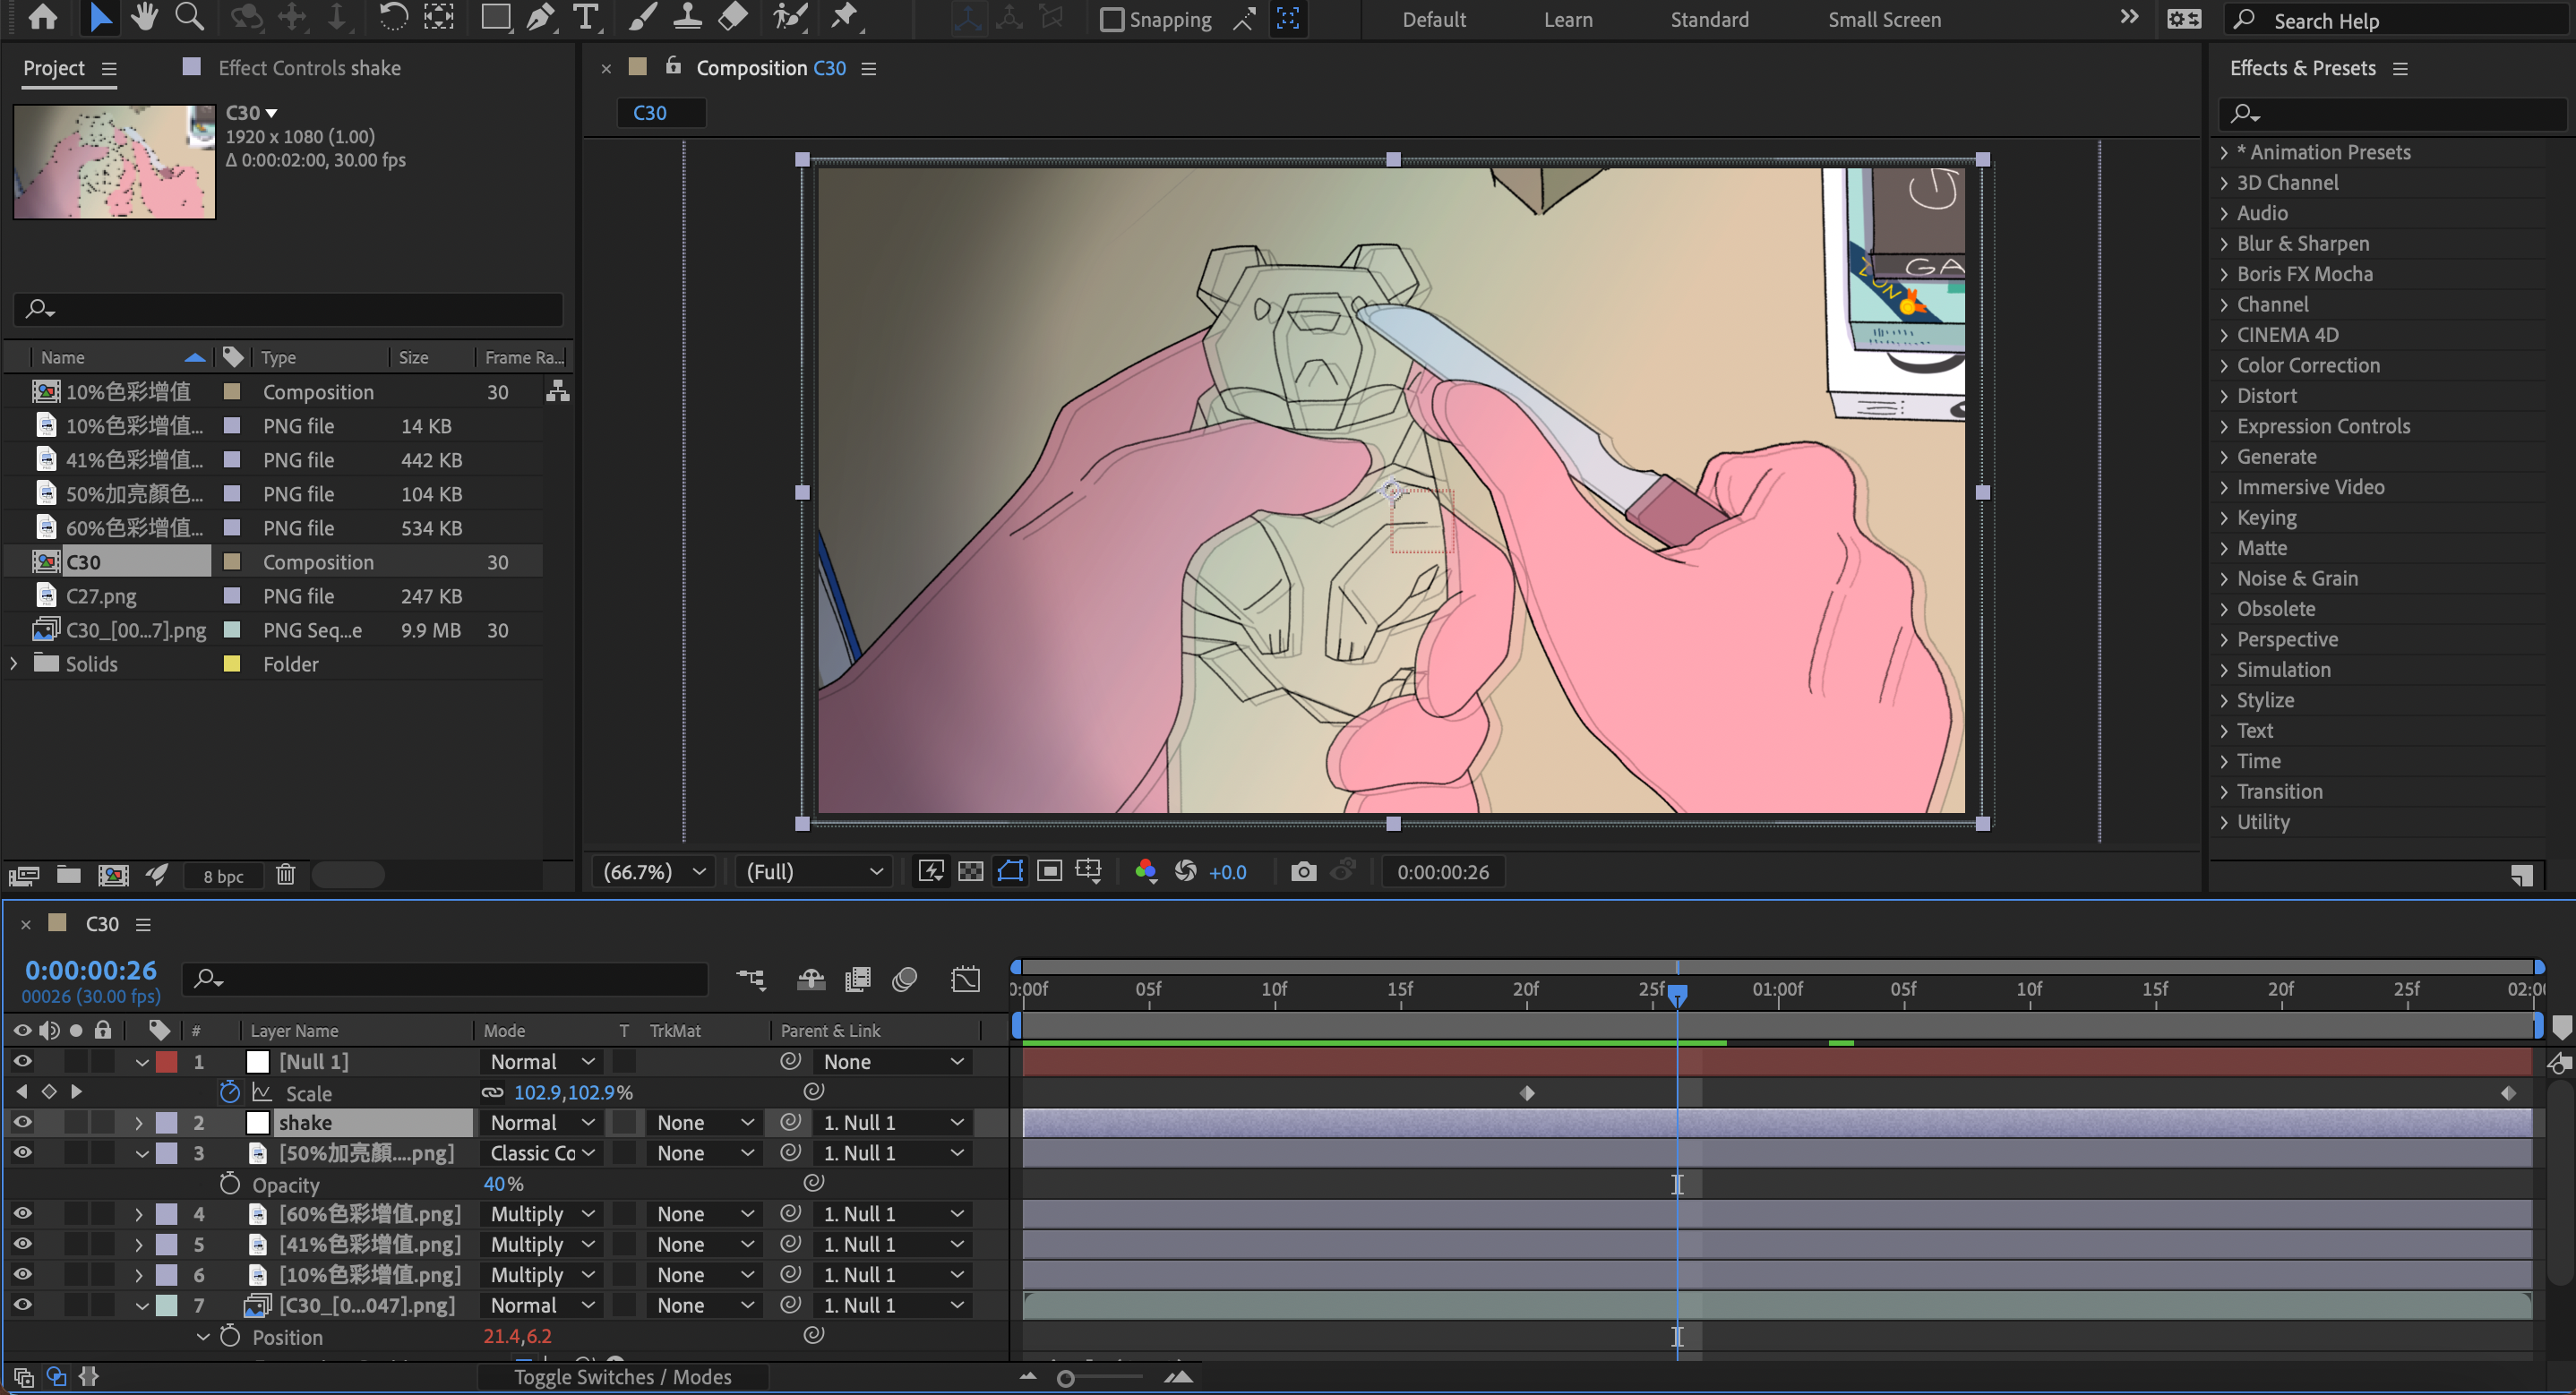 Snapping Default Learn Standard Small Screen Search Help
Project Effect Controls shake
C30
1920 x 1080 (1.00)
Δ 0:00:02:00, 30.00 fps
Name Type Size Frame Ra...
10%色彩增值 Composition 30
10%色彩增值... PNG file 14 KB
41%色彩增值... PNG file 442 KB
50%加亮顏色... PNG file 104 KB
60%色彩增值... PNG file 534 KB
C30 Composition 30
C27.png PNG file 247 KB
C30_[00...7].png PNG Seq...e 9.9 MB 30
Solids Folder
8 bpc
Composition C30
C30
GA
(66.7%) (Full) +0.0 0:00:00:26
Effects & Presets
* Animation Presets
3D Channel
Audio
Blur & Sharpen
Boris FX Mocha
Channel
CINEMA 4D
Color Correction
Distort
Expression Controls
Generate
Immersive Video
Keying
Matte
Noise & Grain
Obsolete
Perspective
Simulation
Stylize
Text
Time
Transition
Utility
C30
0:00:00:26
00026 (30.00 fps)
0:00f 05f 10f 15f 20f 25f 01:00f 05f 10f 15f 20f 25f 02:0
# Layer Name Mode T TrkMat Parent & Link
1 [Null 1] Normal None
Scale 102.9,102.9%
2 shake Normal None 1. Null 1
3 [50%加亮顏....png] Classic Co None 1. Null 1
Opacity 40%
4 [60%色彩增值.png] Multiply None 1. Null 1
5 [41%色彩增值.png] Multiply None 1. Null 1
6 [10%色彩增值.png] Multiply None 1. Null 1
7 [C30_[0...047].png] Normal None 1. Null 1
Position 21.4,6.2
Toggle Switches / Modes